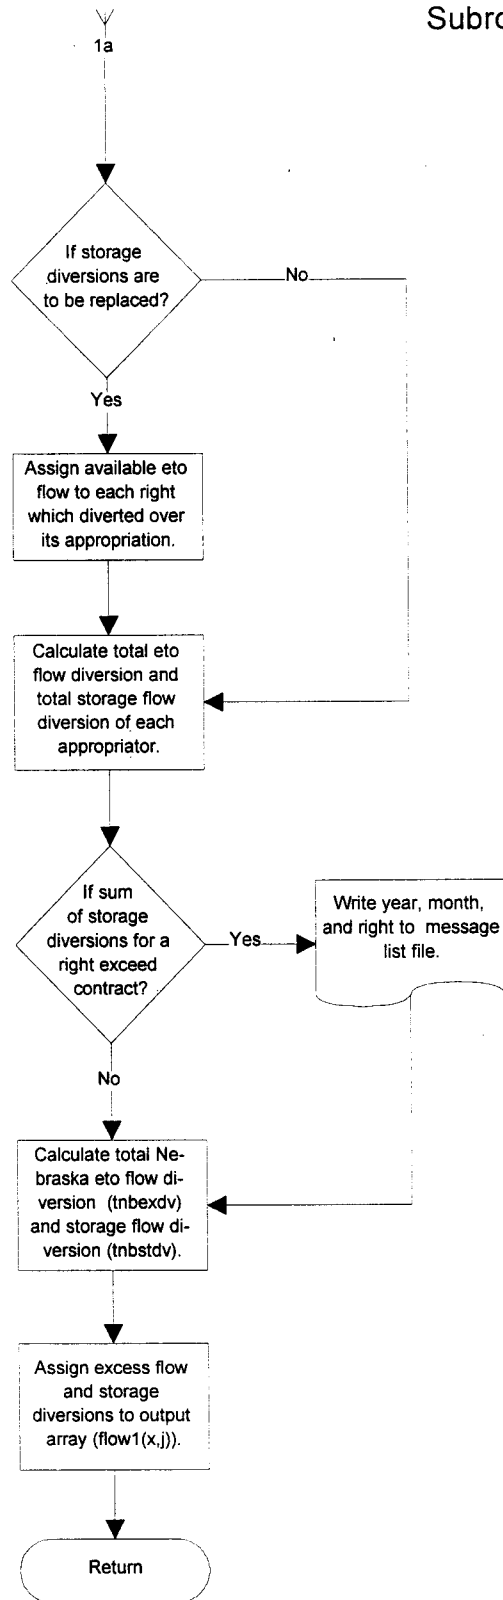 Subro
1a
If storage
diversions are
to be replaced?
No
Yes
Assign available eto
flow to each right
which diverted over
its appropriation.
Calculate total eto
flow diversion and
total storage flow
diversion of each
appropriator.
If sum
of storage
diversions for a
right exceed
contract?
Yes
Write year, month,
and right to message
list file.
No
Calculate total Ne-
braska eto flow di-
version (tnbexdv)
and storage flow di-
version (tnbstdv).
Assign excess flow
and storage
diversions to output
array (flow1(x,j)).
Return